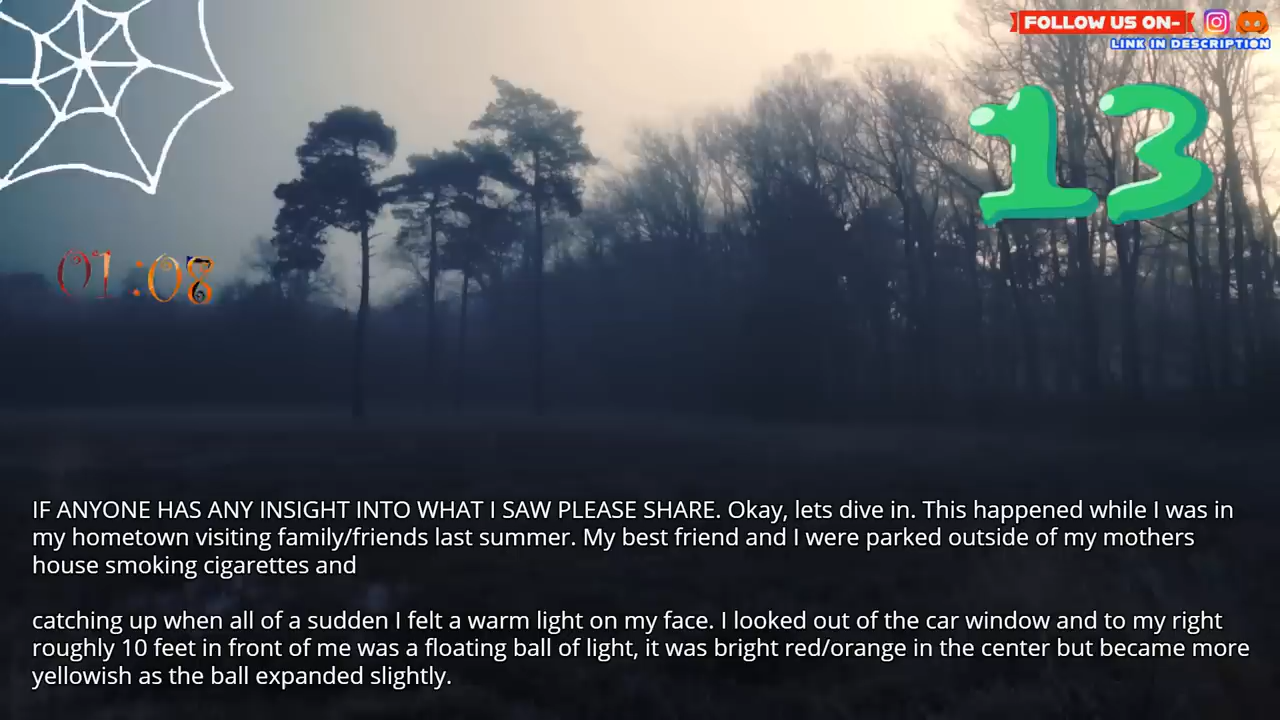 FOLLOW US ON-
LINK IN DESCRIPTION
13
01:08
IF ANYONE HAS ANY INSIGHT INTO WHAT I SAW PLEASE SHARE. Okay, lets dive in. This happened while I was in
my hometown visiting family/friends last summer. My best friend and I were parked outside of my mothers
house smoking cigarettes and
catching up when all of a sudden I felt a warm light on my face. I looked out of the car window and to my right
roughly 10 feet in front of me was a floating ball of light, it was bright red/orange in the center but became more
yellowish as the ball expanded slightly.